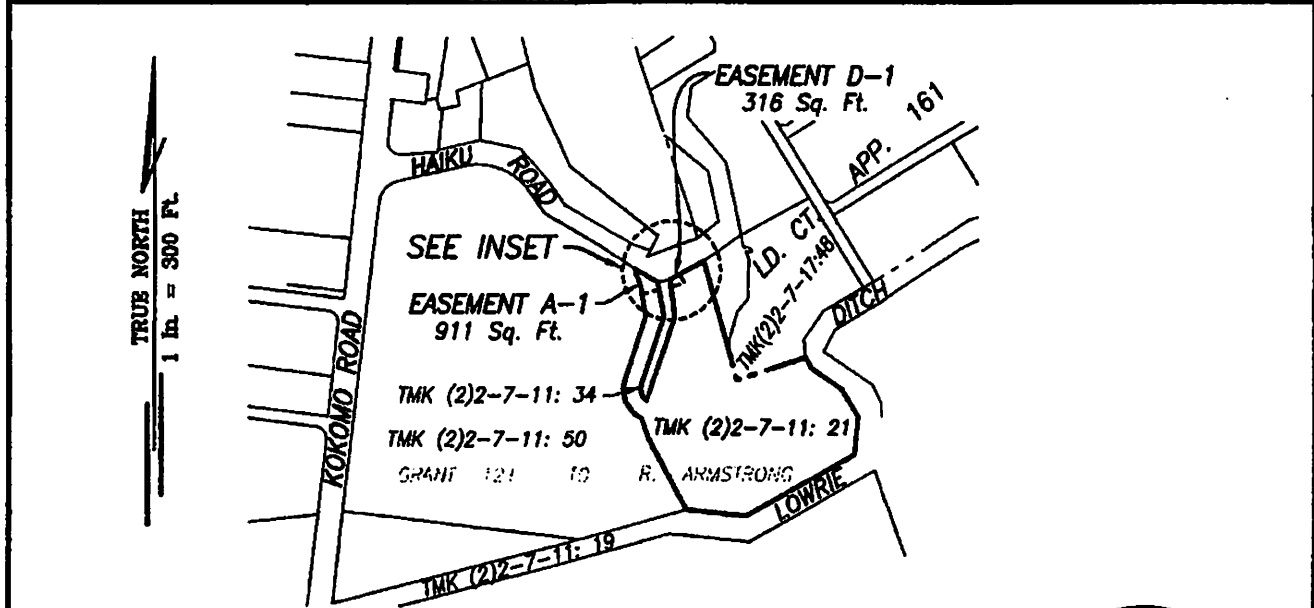 EASEMENT D-1
316 Sq. Ft.
LD. CT. APP. 161
HAIKU ROAD
TRUE NORTH
1 In. = 300 Ft.
SEE INSET
EASEMENT A-1
911 Sq. Ft.
TMK(2)2-7-17:48
DITCH
KOKOMO ROAD
TMK (2)2-7-11: 34
TMK (2)2-7-11: 50
TMK (2)2-7-11: 21
GRANT 121 TO R. ARMSTRONG
LOWRIE
TMK (2)2-7-11: 19